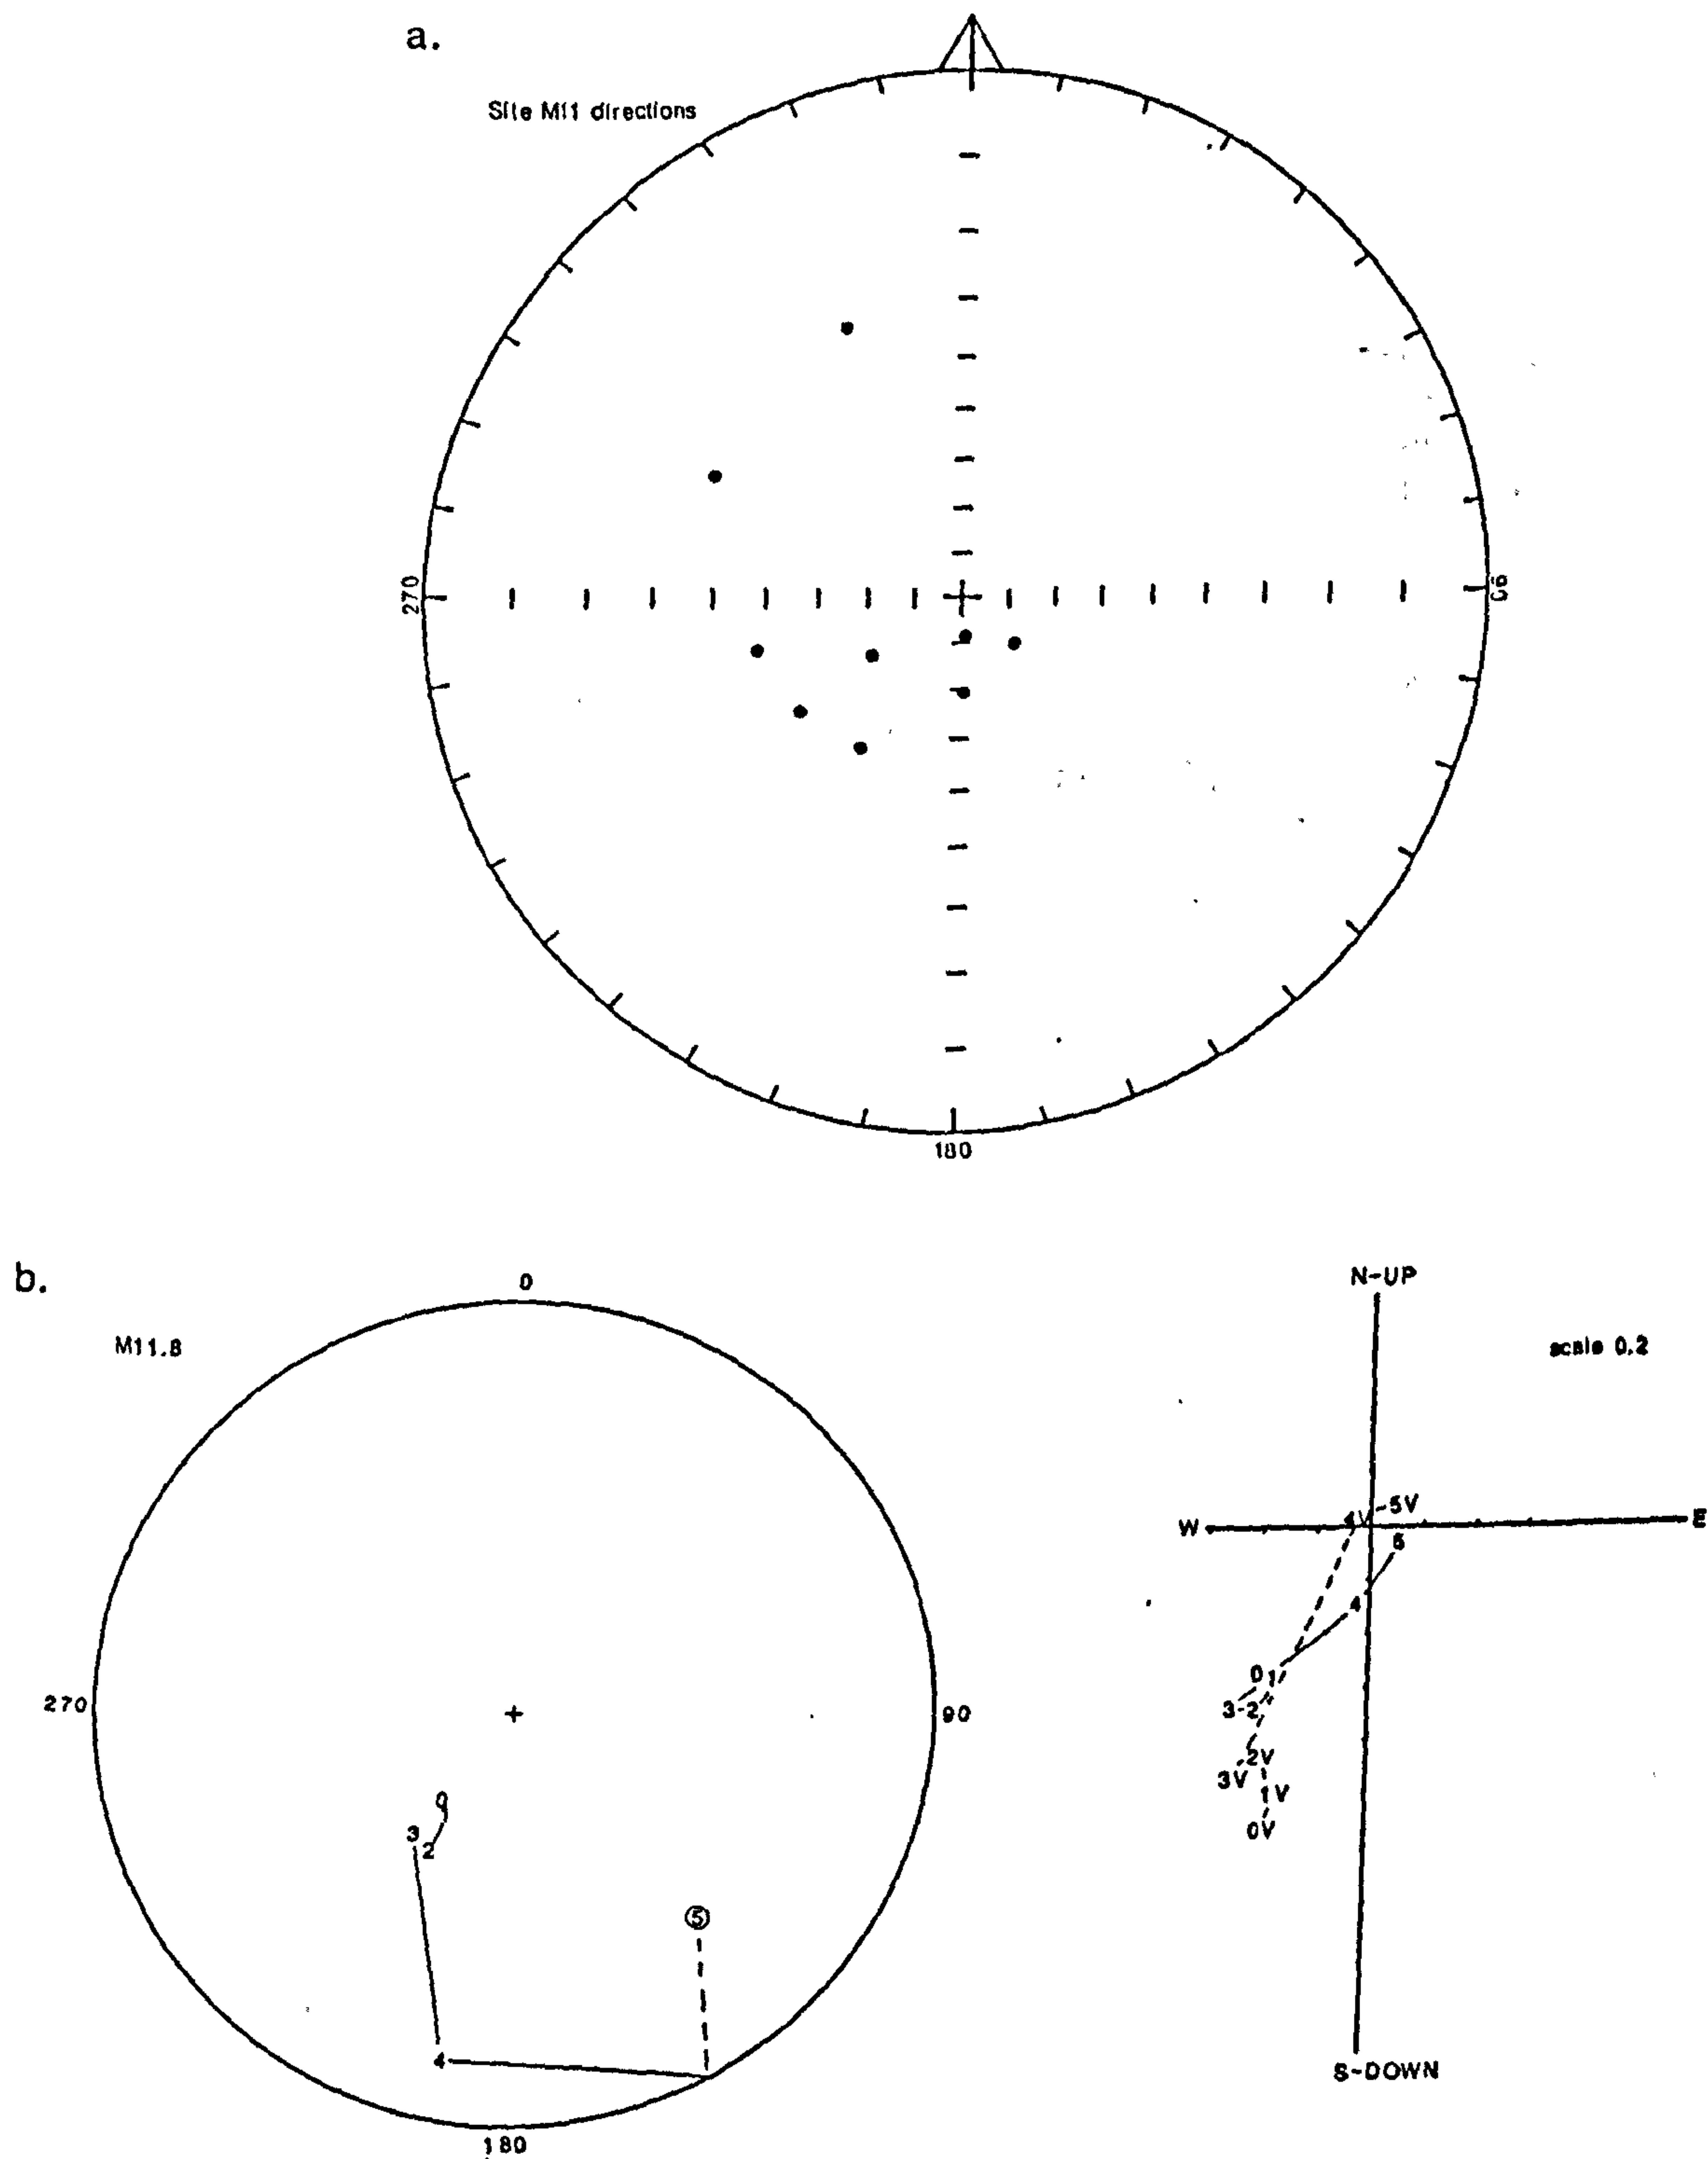 a.
Site M11 directions
270
90
180
b.
0
M11.8
270
90
0
3
2
5
4
180
N-UP
scale 0.2
-5V
W
4V
E
5
4
0 1
3-2
2V
3V
1V
0V
S-DOWN